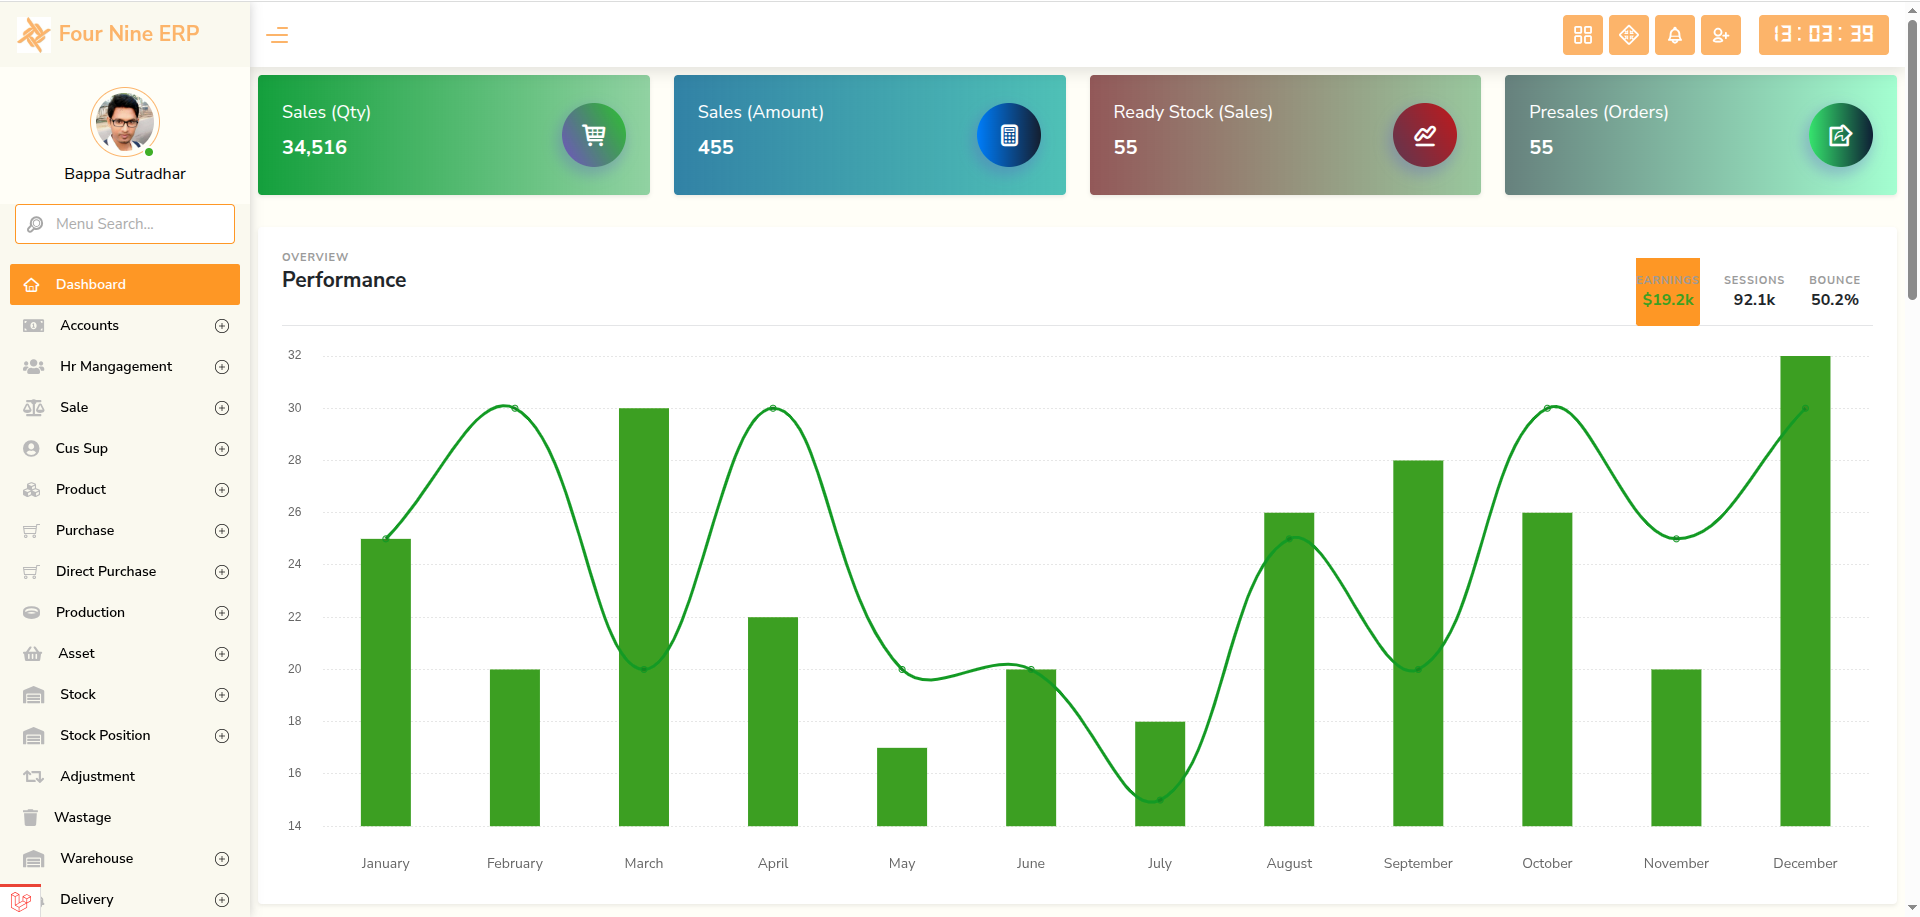 Four Nine ERP
13:03:39
Bappa Sutradhar
Menu Search...
Dashboard
Accounts
Hr Mangagement
Sale
Cus Sup
Product
Purchase
Direct Purchase
Production
Asset
Stock
Stock Position
Adjustment
Wastage
Warehouse
Delivery
Sales (Qty)
34,516
Sales (Amount)
455
Ready Stock (Sales)
55
Presales (Orders)
55
OVERVIEW
Performance
EARNINGS
$19.2k
SESSIONS
92.1k
BOUNCE
50.2%
32
30
28
26
24
22
20
18
16
14
January February March April May June July August September October November December